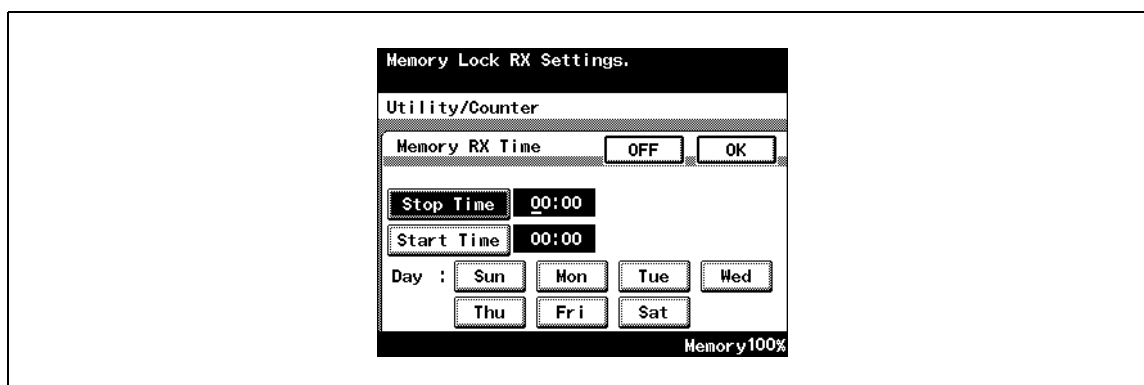 Memory Lock RX Settings.
Utility/Counter
Memory RX Time OFF OK
Stop Time 00:00
Start Time 00:00
Day : Sun Mon Tue Wed
Thu Fri Sat
Memory100%